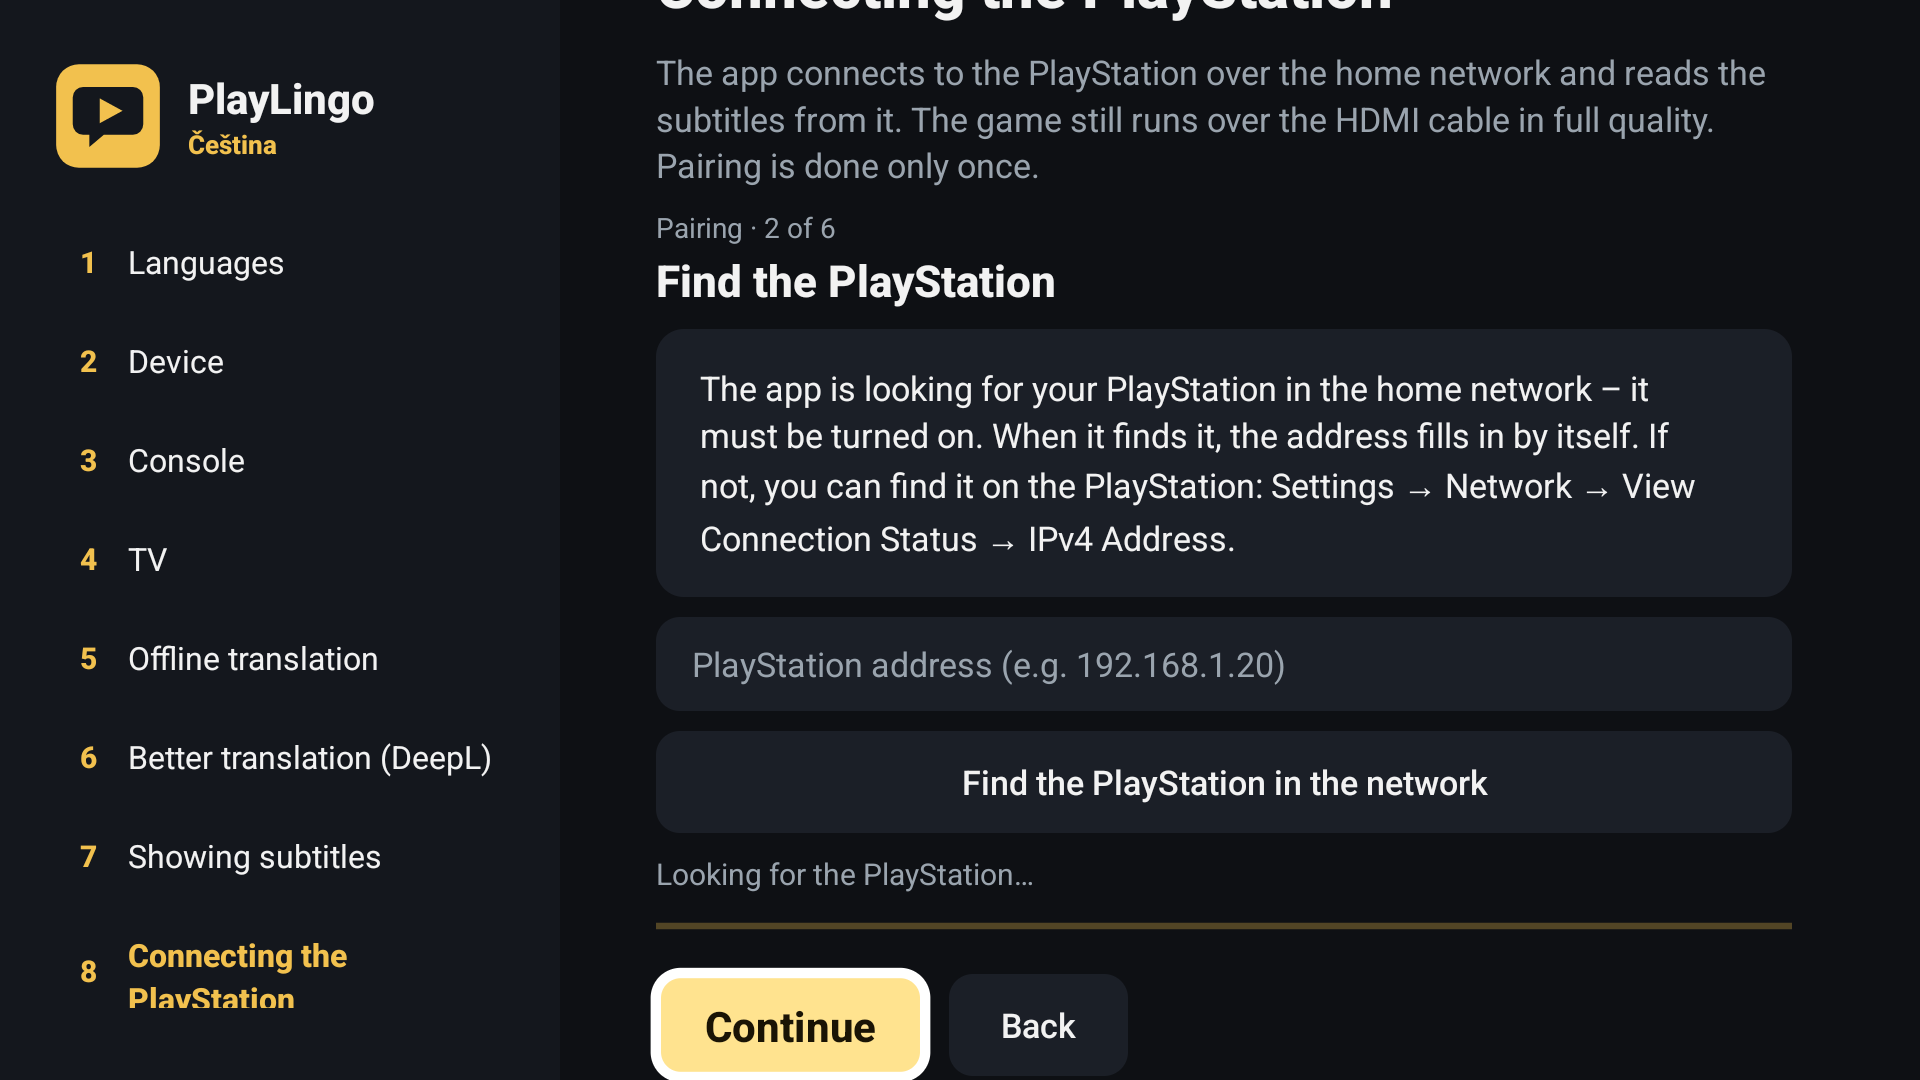 PlayLingo
Čeština
1 Languages
2 Device
3 Console
4 TV
5 Offline translation
6 Better translation (DeepL)
7 Showing subtitles
8 Connecting the
PlayStation
Connecting the PlayStation
The app connects to the PlayStation over the home network and reads the
subtitles from it. The game still runs over the HDMI cable in full quality.
Pairing is done only once.
Pairing · 2 of 6
Find the PlayStation
The app is looking for your PlayStation in the home network – it
must be turned on. When it finds it, the address fills in by itself. If
not, you can find it on the PlayStation: Settings → Network → View
Connection Status → IPv4 Address.
PlayStation address (e.g. 192.168.1.20)
Find the PlayStation in the network
Looking for the PlayStation…
Continue
Back